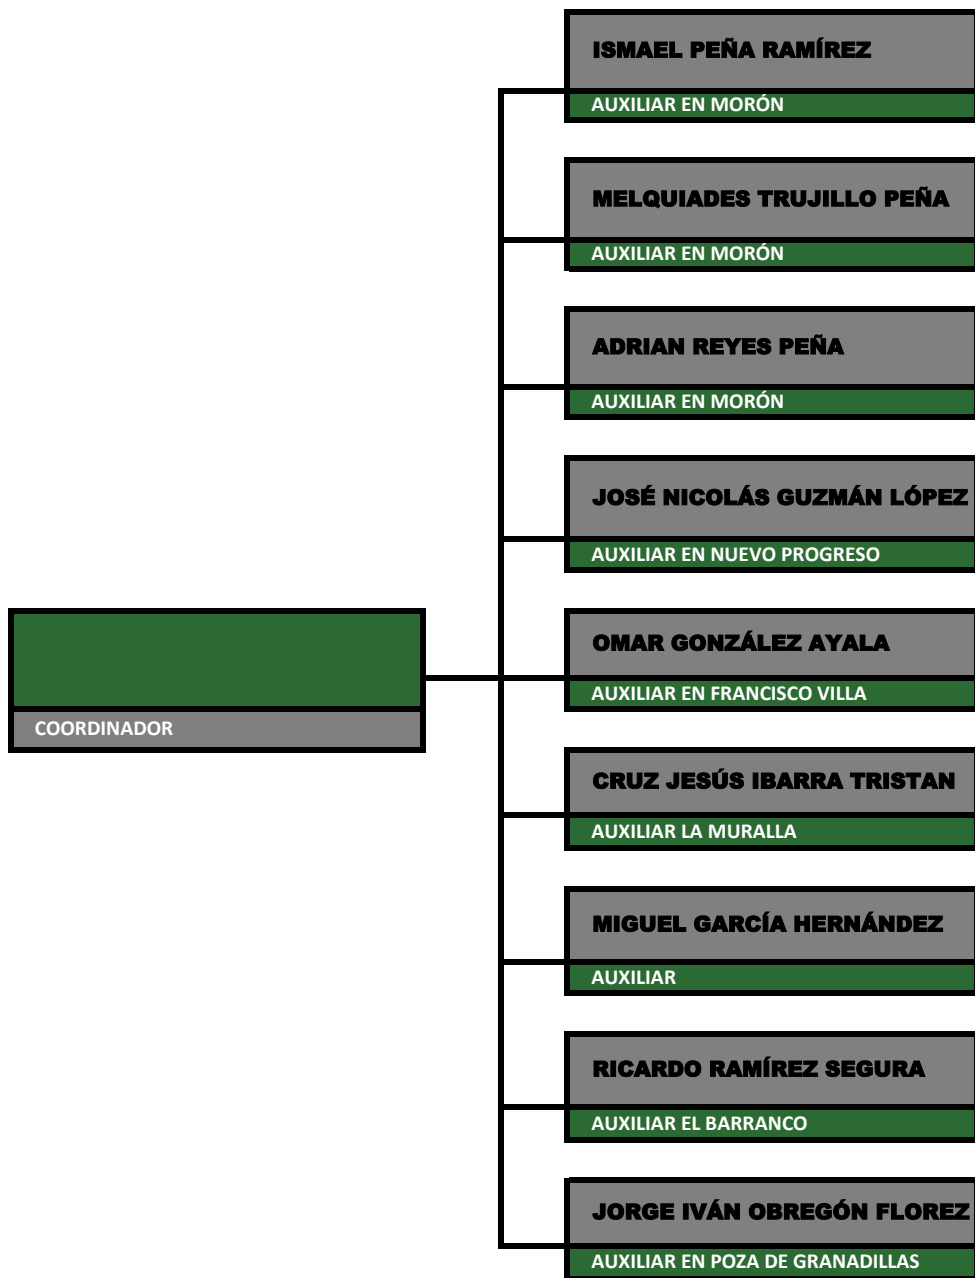 ISMAEL PEÑA RAMÍREZ
AUXILIAR EN MORÓN
MELQUIADES TRUJILLO PEÑA
AUXILIAR EN MORÓN
ADRIAN REYES PEÑA
AUXILIAR EN MORÓN
JOSÉ NICOLÁS GUZMÁN LÓPEZ
AUXILIAR EN NUEVO PROGRESO
OMAR GONZÁLEZ AYALA
AUXILIAR EN FRANCISCO VILLA
COORDINADOR
CRUZ JESÚS IBARRA TRISTAN
AUXILIAR LA MURALLA
MIGUEL GARCÍA HERNÁNDEZ
AUXILIAR
RICARDO RAMÍREZ SEGURA
AUXILIAR EL BARRANCO
JORGE IVÁN OBREGÓN FLOREZ
AUXILIAR EN POZA DE GRANADILLAS